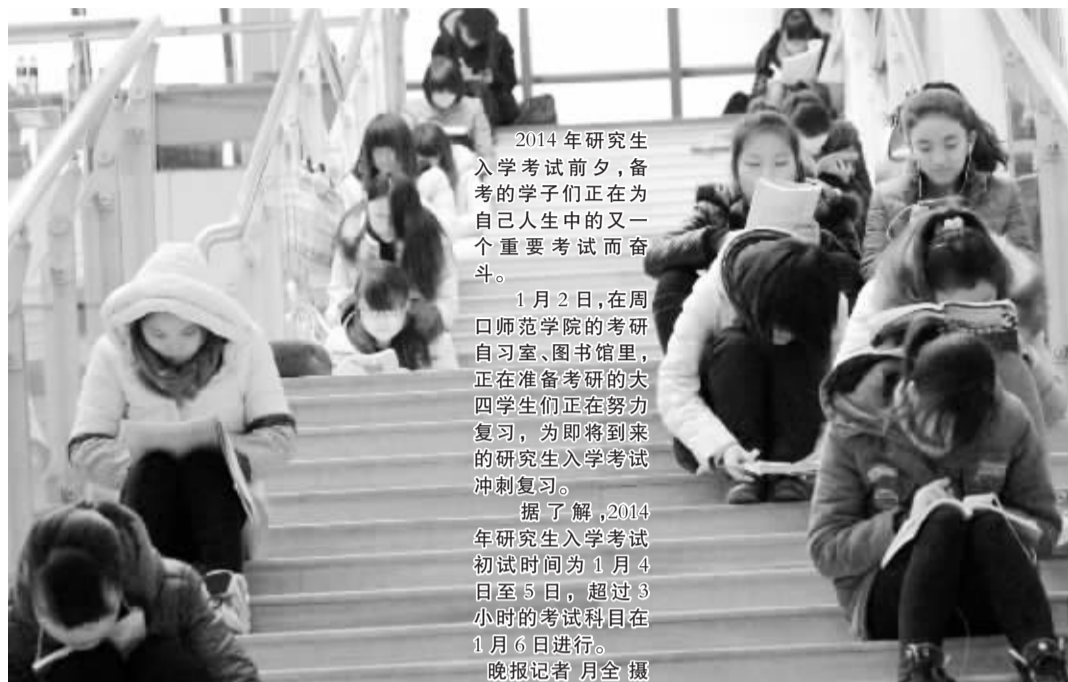 2014年研究生
入学考试前夕,备
考的学子们正在为
自己人生中的又一
个重要考试而奋
斗。
1月2日,在周
口师范学院的考研
自习室、图书馆里,
正在准备考研的大
四学生们正在努力
复习，为即将到来
的研究生入学考试
冲刺复习。
据了解,2014
年研究生入学考试
初试时间为1月4
日至5日，超过3
小时的考试科目在
1月6日进行。
晚报记者 月全 摄